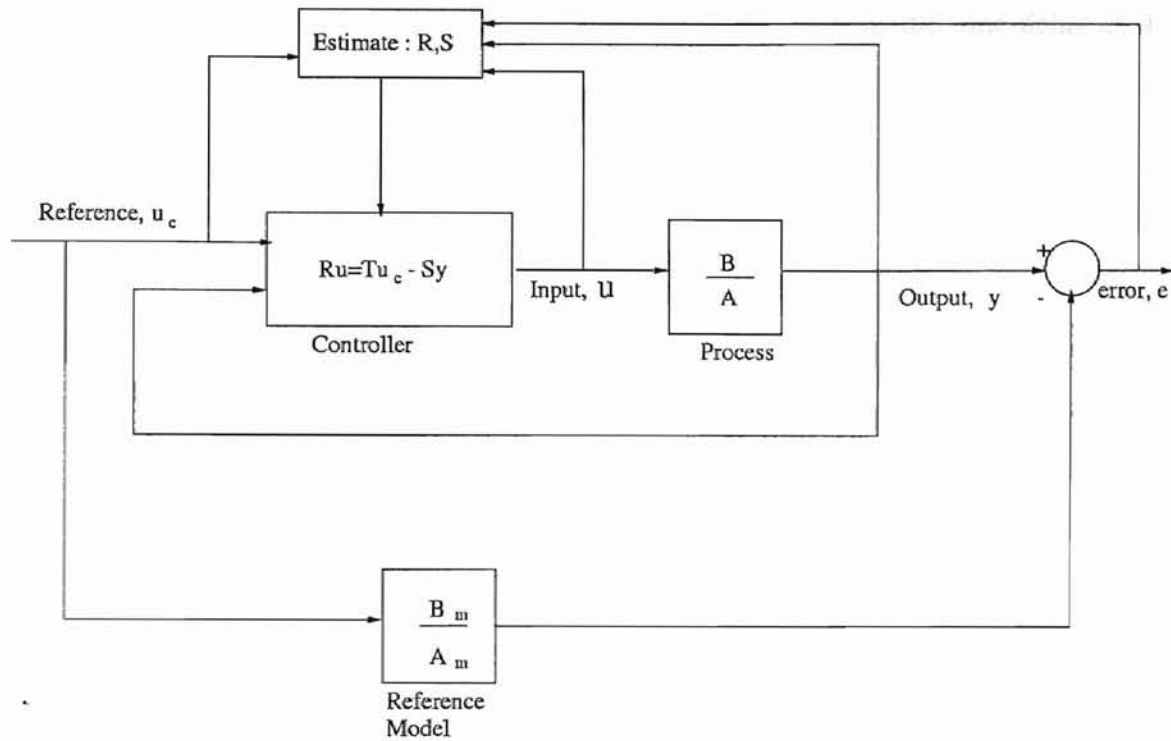 Estimate : R,S
Reference, u c
Ru=Tu c - Sy
Controller
Input, u
B
A
Process
+
-
Output, y
error, e
B m
A m
Reference
Model